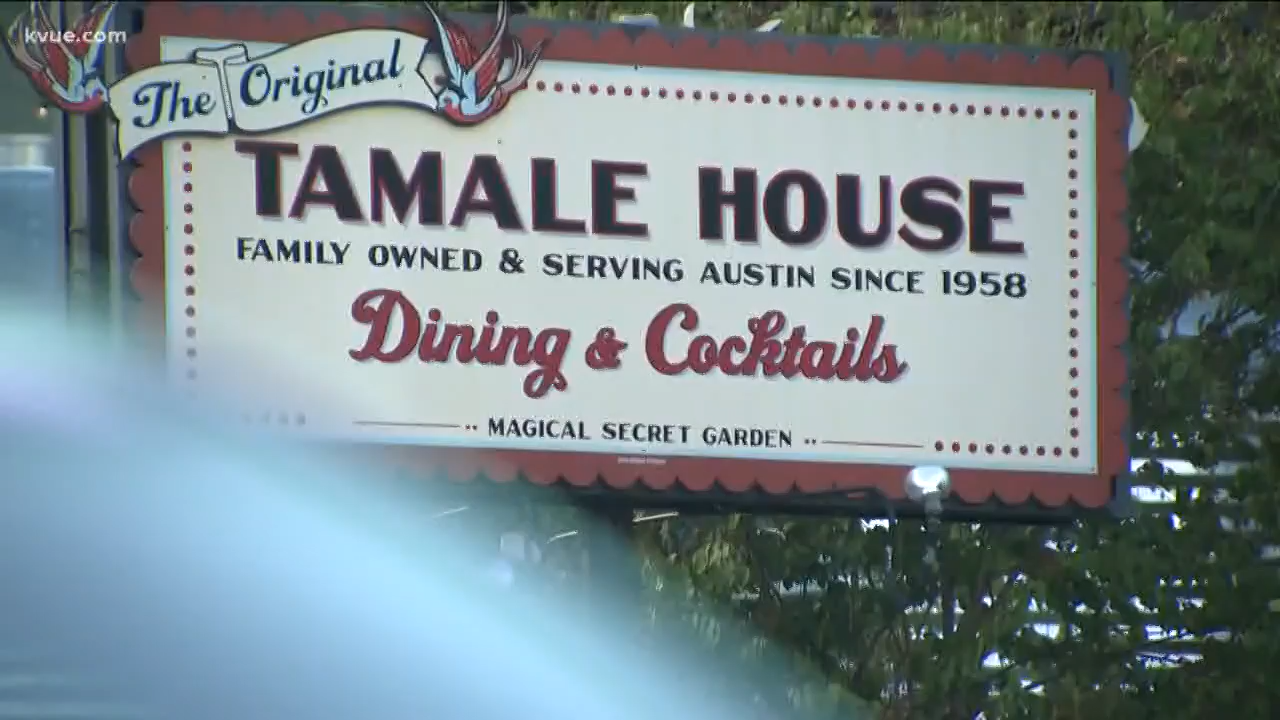 kvue.com
The Original
TAMALE HOUSE
FAMILY OWNED & SERVING AUSTIN SINCE 1958
Dining & Cocktails
MAGICAL SECRET GARDEN